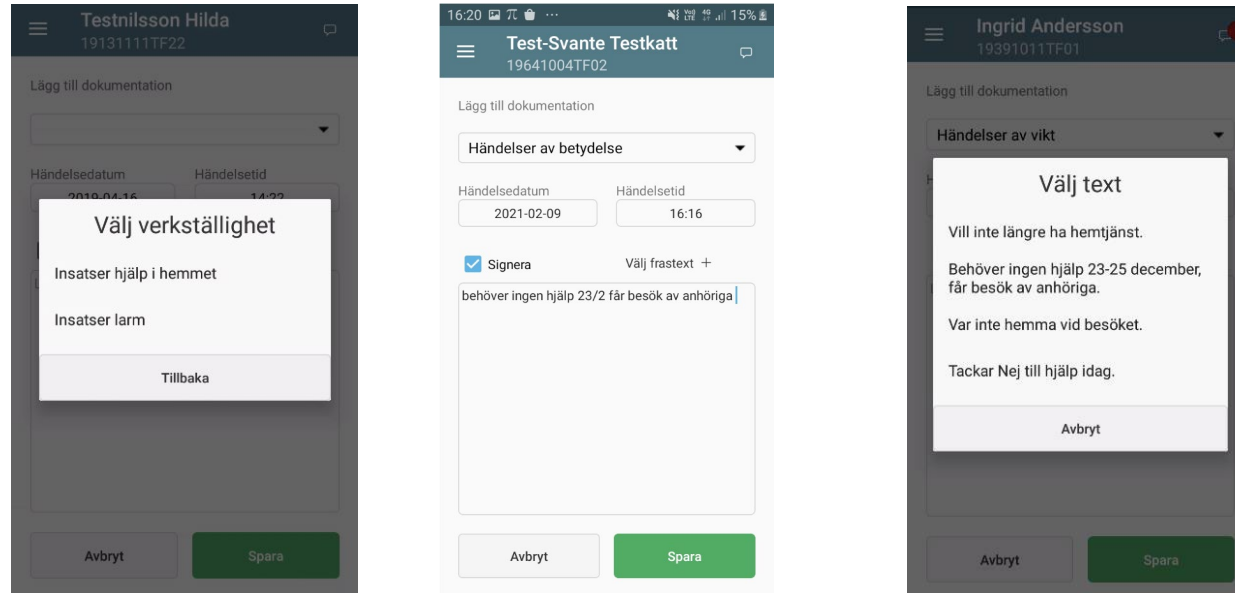 Testnilsson Hilda
19131111TF22
Lägg till dokumentation
Händelsedatum Händelsetid
2019-04-16 14:22
Välj verkställighet
Insatser hjälp i hemmet
Insatser larm
Tillbaka
Avbryt Spara
16:20 15%
Test-Svante Testkatt
19641004TF02
Lägg till dokumentation
Händelser av betydelse
Händelsedatum Händelsetid
2021-02-09 16:16
Signera Välj frastext +
behöver ingen hjälp 23/2 får besök av anhöriga
Avbryt Spara
Ingrid Andersson
19391011TF01
Lägg till dokumentation
Händelser av vikt
Välj text
Vill inte längre ha hemtjänst.
Behöver ingen hjälp 23-25 december,
får besök av anhöriga.
Var inte hemma vid besöket.
Tackar Nej till hjälp idag.
Avbryt
Avbryt Spara